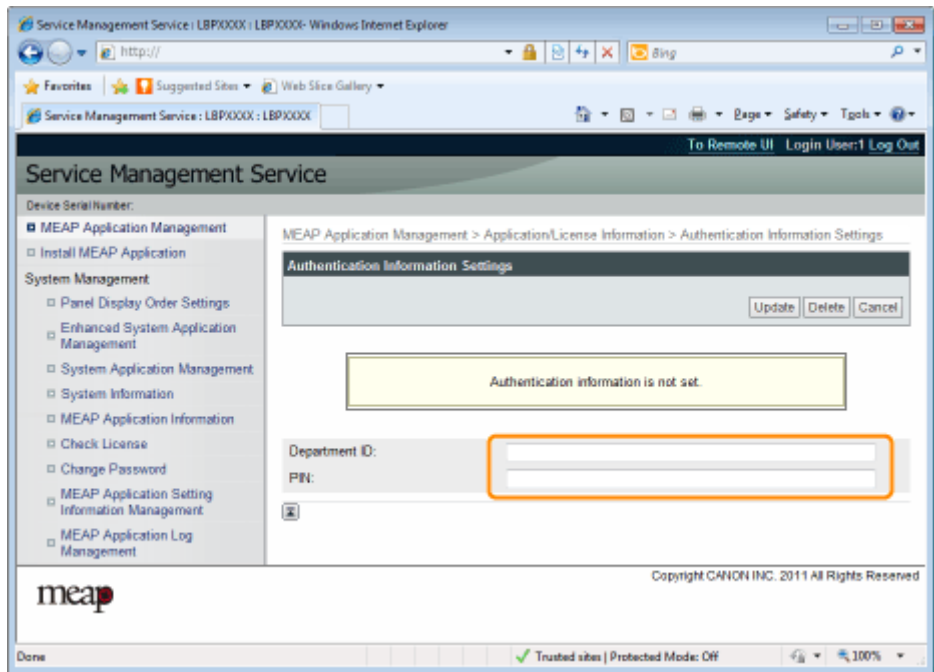 Service Management Service : LBPXXXX : LBPXXXX- Windows Internet Explorer
http://
Bing
Favorites Suggested Sites Web Slice Gallery
Service Management Service : LBPXXXX : LBPXXXX Page Safety Tools
To Remote UI Login User:1 Log Out
Service Management Service
Device Serial Number:
MEAP Application Management
Install MEAP Application
System Management
Panel Display Order Settings
Enhanced System Application
Management
System Application Management
System Information
MEAP Application Information
Check License
Change Password
MEAP Application Setting
Information Management
MEAP Application Log
Management
MEAP Application Management > Application/License Information > Authentication Information Settings
Authentication Information Settings
Update Delete Cancel
Authentication information is not set.
Department ID:
PIN:
Copyright CANON INC. 2011 All Rights Reserved
meap
Done Trusted sites | Protected Mode: Off 100%